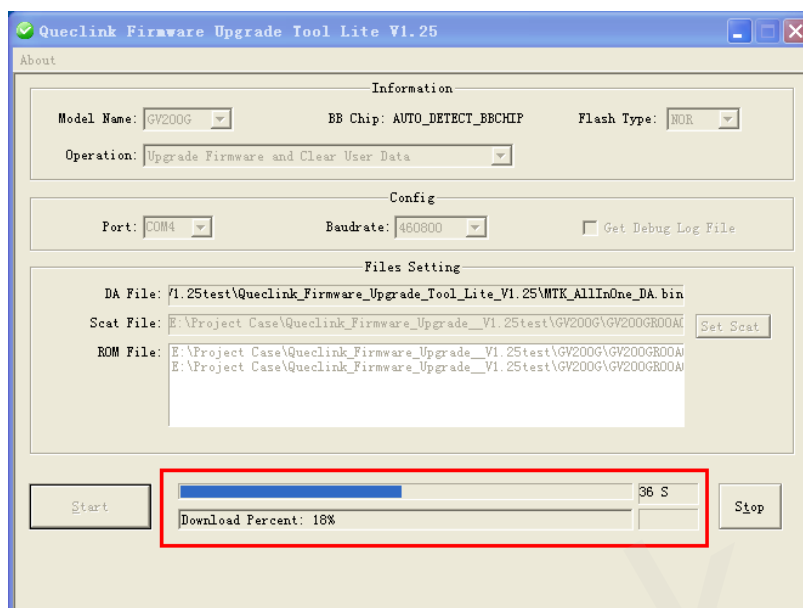 Queclink Firmware Upgrade Tool Lite V1.25
About
Information
Model Name: GV200G BB Chip: AUTO_DETECT_BBCHIP Flash Type: NOR
Operation: Upgrade Firmware and Clear User Data
Config
Port: COM4 Baudrate: 460800 Get Debug Log File
Files Setting
DA File: V1.25test\Queclink_Firmware_Upgrade_Tool_Lite_V1.25\MTK_AllInOne_DA.bin
Scat File: E:\Project Case\Queclink_Firmware_Upgrade__V1.25test\GV200G\GV200GR00A Set Scat
ROM File: E:\Project Case\Queclink_Firmware_Upgrade__V1.25test\GV200G\GV200GR00A
E:\Project Case\Queclink_Firmware_Upgrade__V1.25test\GV200G\GV200GR00A
36 S
Start Stop
Download Percent: 18%